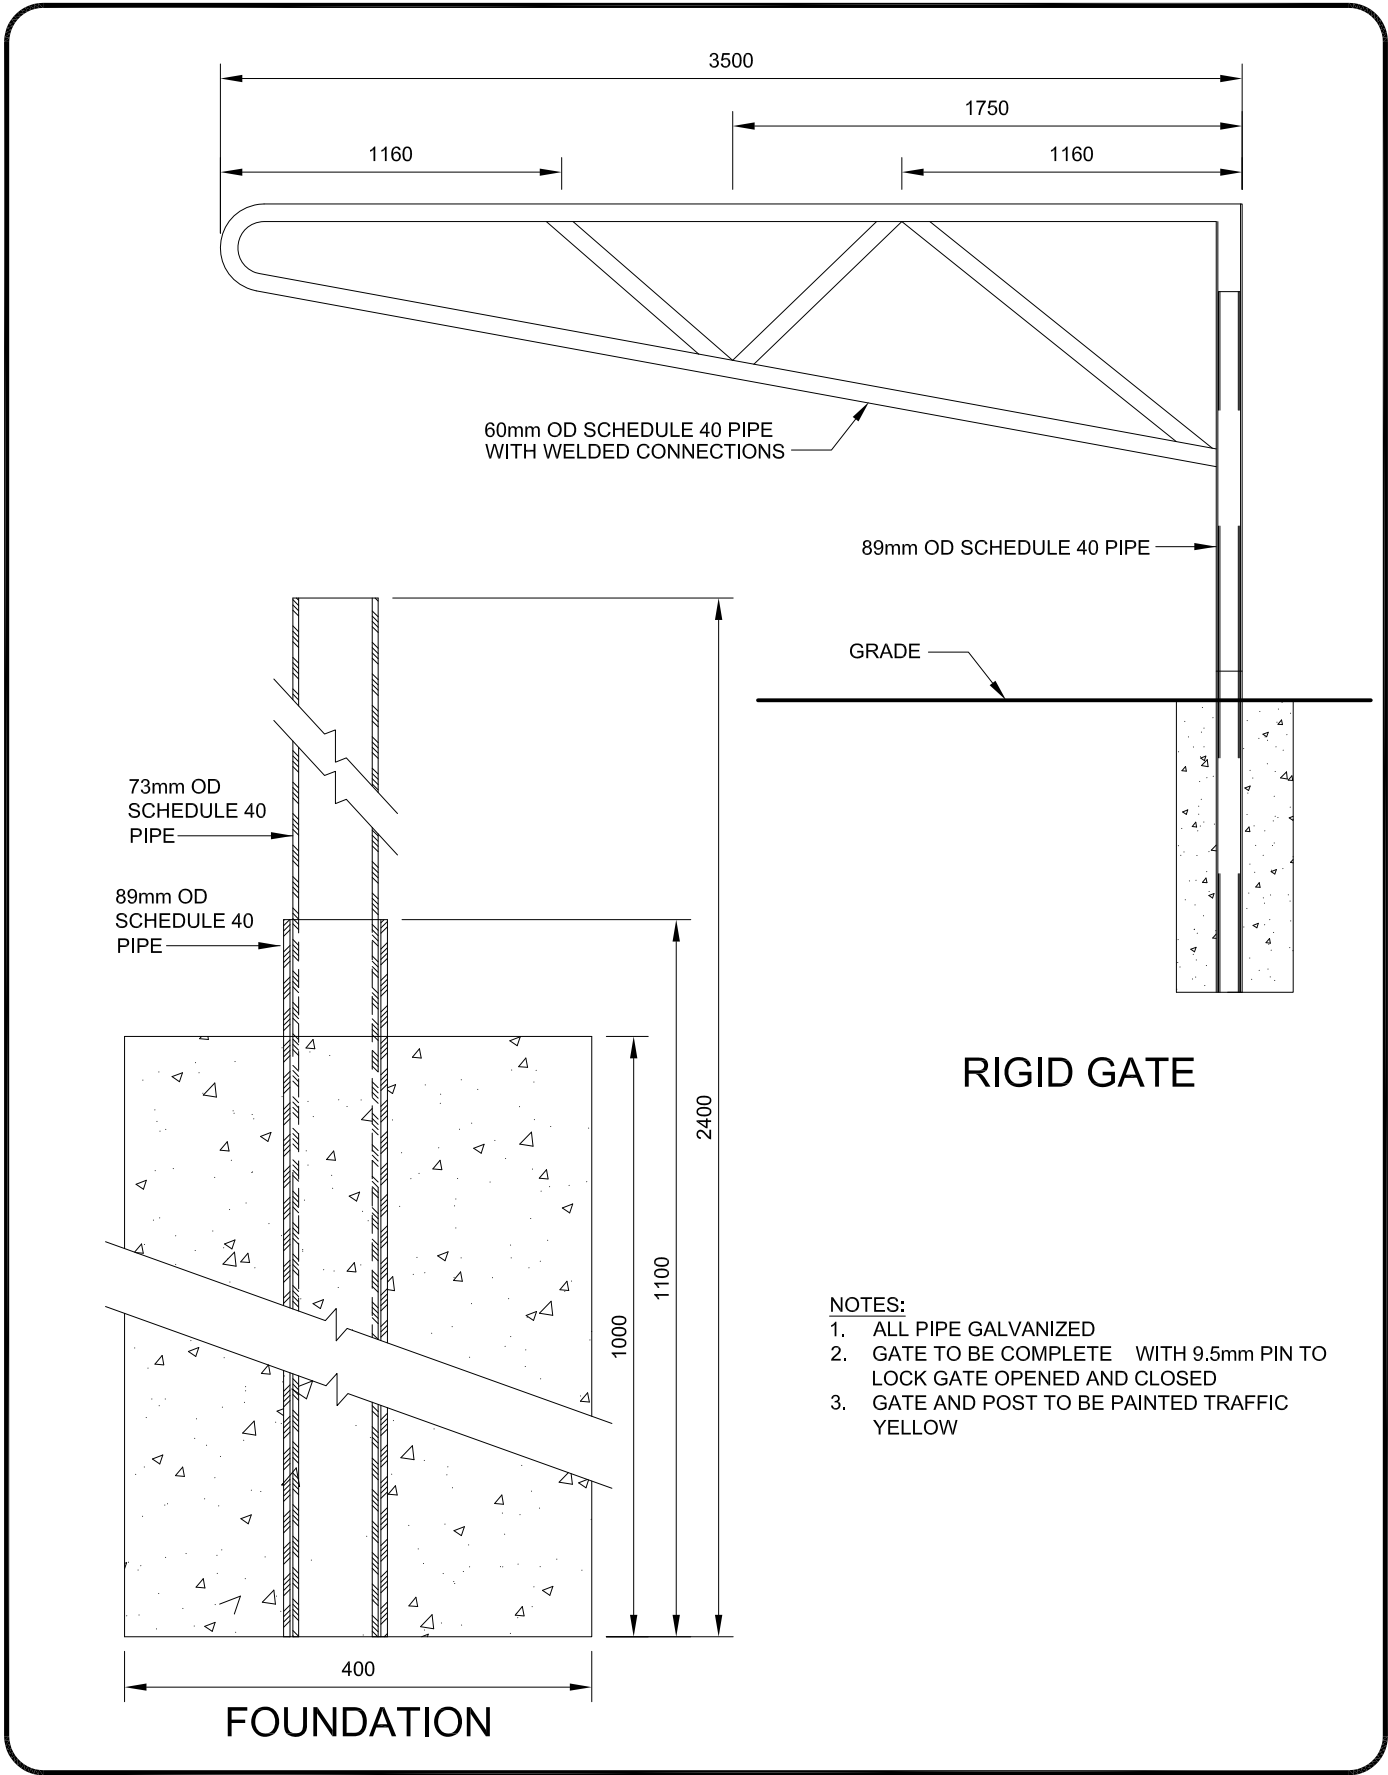 3500
1750
1160
1160
60mm OD SCHEDULE 40 PIPE
WITH WELDED CONNECTIONS
89mm OD SCHEDULE 40 PIPE
GRADE
73mm OD
SCHEDULE 40
PIPE
89mm OD
SCHEDULE 40
PIPE
2400
1100
1000
400
FOUNDATION
RIGID GATE
NOTES:
1. ALL PIPE GALVANIZED
2. GATE TO BE COMPLETE WITH 9.5mm PIN TO
LOCK GATE OPENED AND CLOSED
3. GATE AND POST TO BE PAINTED TRAFFIC
YELLOW